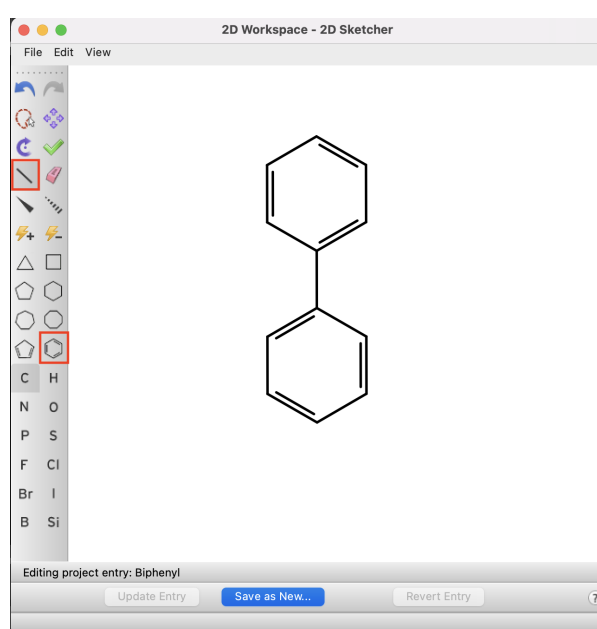 2D Workspace - 2D Sketcher
File Edit View
C H
N O
P S
F Cl
Br I
B Si
Editing project entry: Biphenyl
Update Entry Save as New... Revert Entry ?